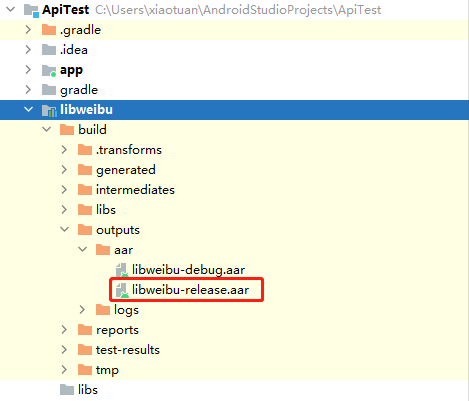 ApiTest C:\Users\xiaotuan\AndroidStudioProjects\ApiTest
.gradle
.idea
app
gradle
libweibu
build
.transforms
generated
intermediates
libs
outputs
aar
libweibu-debug.aar
libweibu-release.aar
logs
reports
test-results
tmp
libs